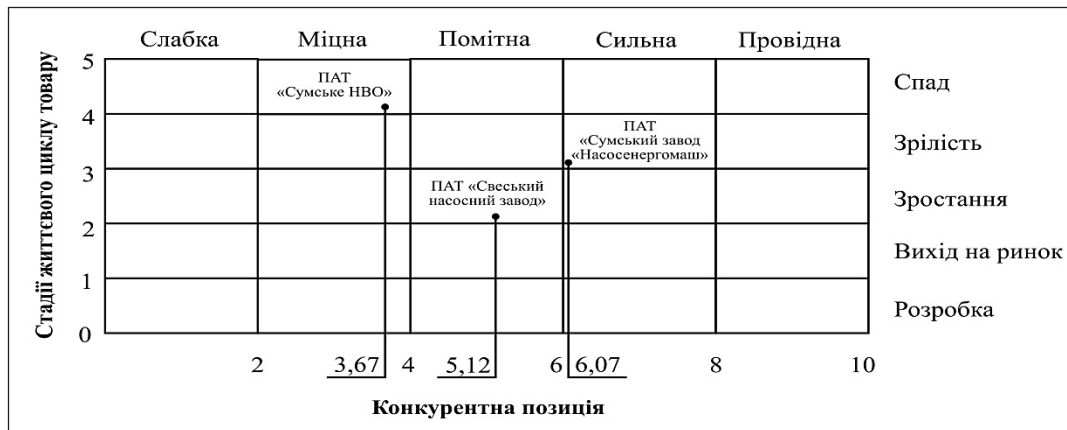 Слабка Міцна Помітна Сильна Провідна
Стадії життєвого циклу товару
5
4
3
2
1
0
ПАТ
«Сумське НВО»
ПАТ
«Сумський завод
«Насосенергомаш»
ПАТ «Свеський
насосний завод»
Спад
Зрілість
Зростання
Вихід на ринок
Розробка
2 3,67 4 5,12 6 6,07 8 10
Конкурентна позиція